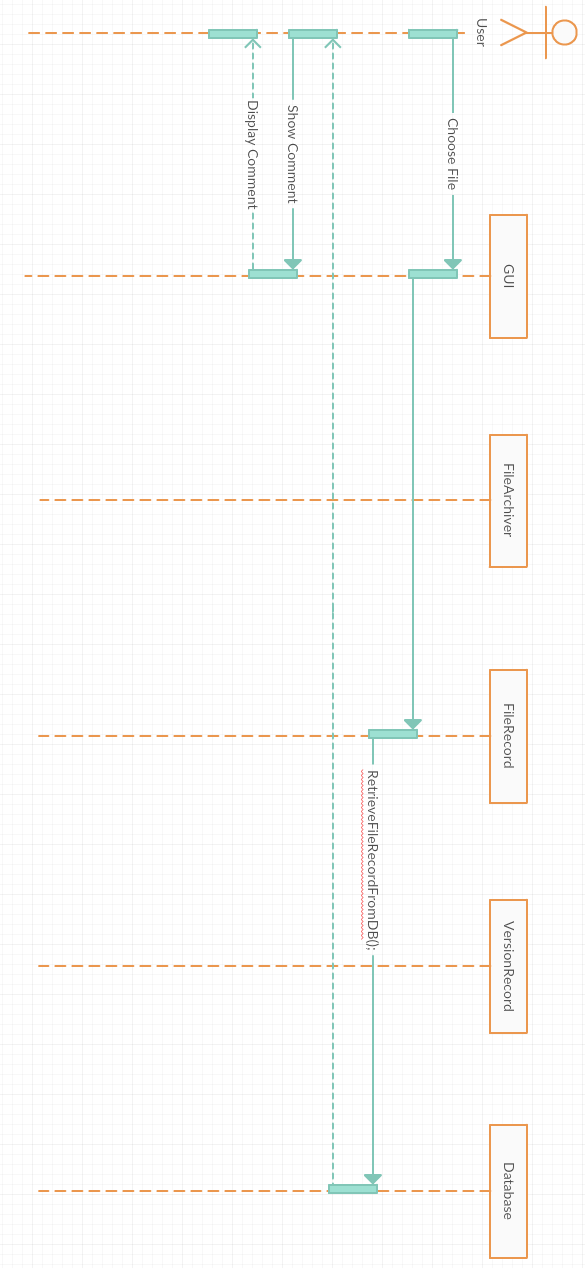 User
GUI
FileArchiver
FileRecord
VersionRecord
Database
Choose File
RetrieveFileRecordFromDB();
Show Comment
Display Comment